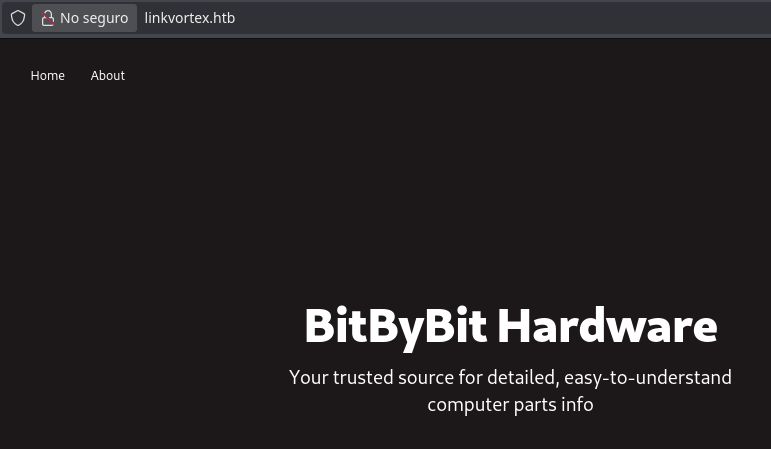 No seguro linkvortex.htb
Home About
BitByBit Hardware
Your trusted source for detailed, easy-to-understand
computer parts info